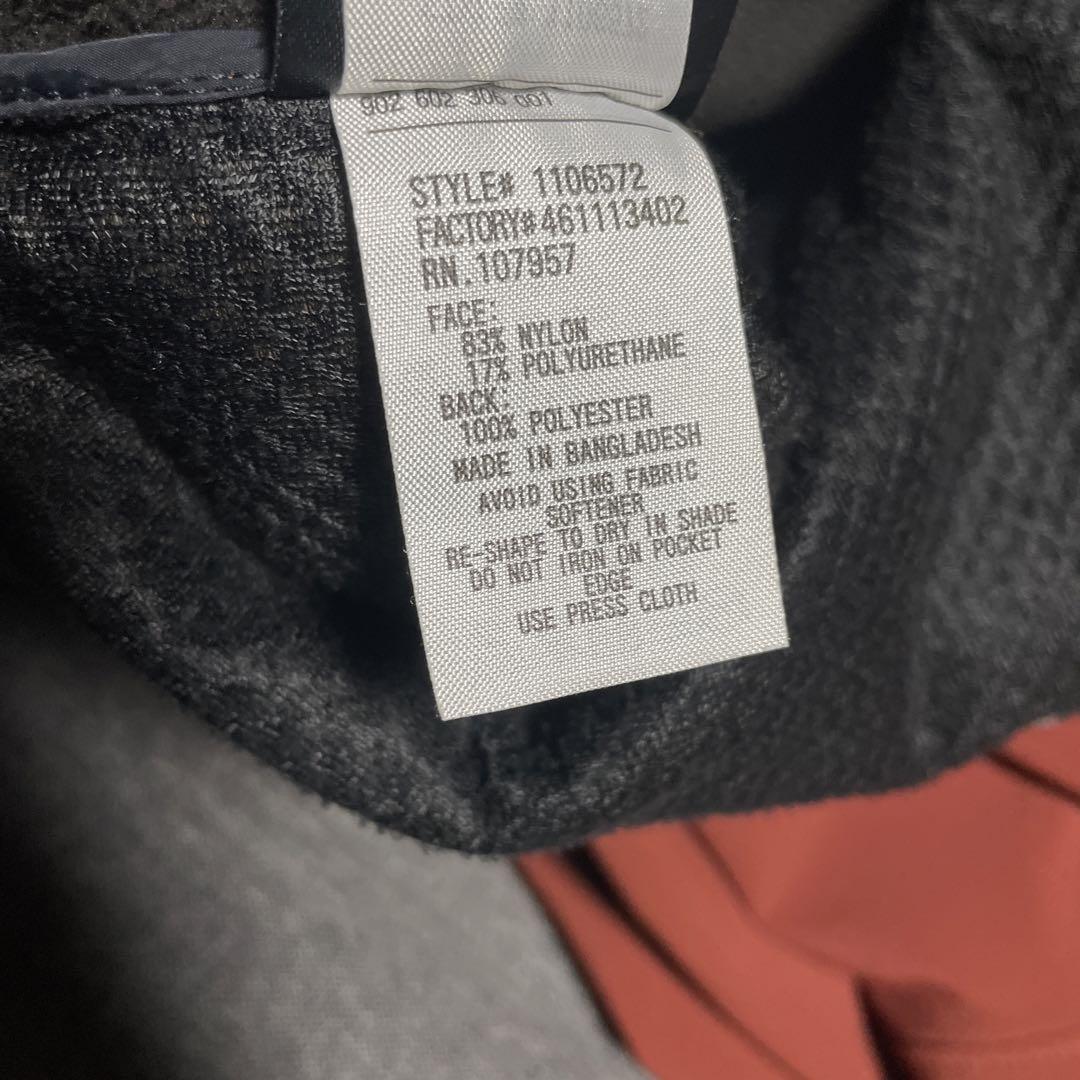 902 602 306 001
STYLE# 1106572
FACTORY#461113402
RN.107957
FACE:
83% NYLON
17% POLYURETHANE
BACK:
100% POLYESTER
MADE IN BANGLADESH
AVOID USING FABRIC
SOFTENER
RE-SHAPE TO DRY IN SHADE
DO NOT IRON ON POCKET
EDGE
USE PRESS CLOTH